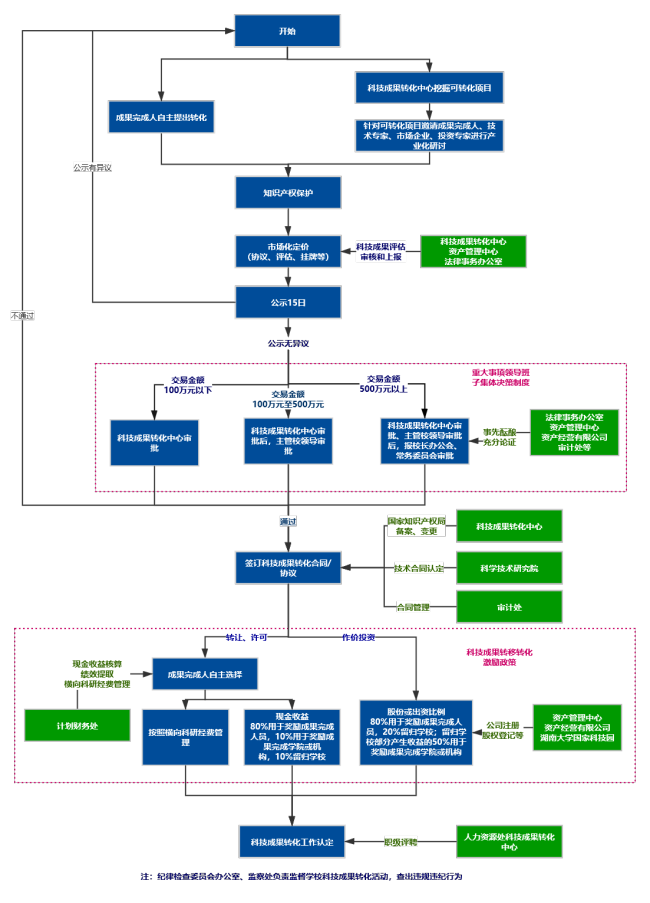 开始
科技成果转化中心挖掘可转化项目
成果完成人自主提出转化
针对可转化项目邀请成果完成人、技
术专家、市场企业、投资专家进行产
业化研讨
公示有异议
知识产权保护
市场化定价
（协议、评估、挂牌等）
科技成果评估
审核和上报
科技成果转化中心
资产管理中心
法律事务办公室
公示15日
不通过
公示无异议
重大事项领导班
子集体决策制度
交易金额
100万元以下
交易金额
100万元至500万元
交易金额
500万元以上
科技成果转化中心审
批
科技成果转化中心审
批后，主管校领导审
批
科技成果转化中心审
批、主管校领导审批
后，报校长办公会、
常务委员会审批
事先酝酿
充分论证
法律事务办公室
资产管理中心
资产经营有限公司
审计处等
通过
国家知识产权局
备案、变更
科技成果转化中心
签订科技成果转化合同/
协议
技术合同认定
科学技术研究院
合同管理
审计处
转让、许可
作价投资
科技成果转移转化
激励政策
现金收益核算
绩效提取
横向科研经费管理
成果完成人自主选择
计划财务处
按照横向科研经费管
理
现金收益
80%用于奖励成果完成
人员，10%用于奖励成
果完成学院或机
构，10%留归学校
股份或出资比例
80%用于奖励成果完成人
员，20%留归学校；留归学
校部分产生收益的50%用于
奖励成果完成学院或机构
公司注册
股权登记等
资产管理中心
资产经营有限公司
湖南大学国家科技园
科技成果转化工作认定
职级评聘
人力资源处科技成果转化
中心
注：纪律检查委员会办公室、监察处负责监督学校科技成果转化活动，查出违规违纪行为